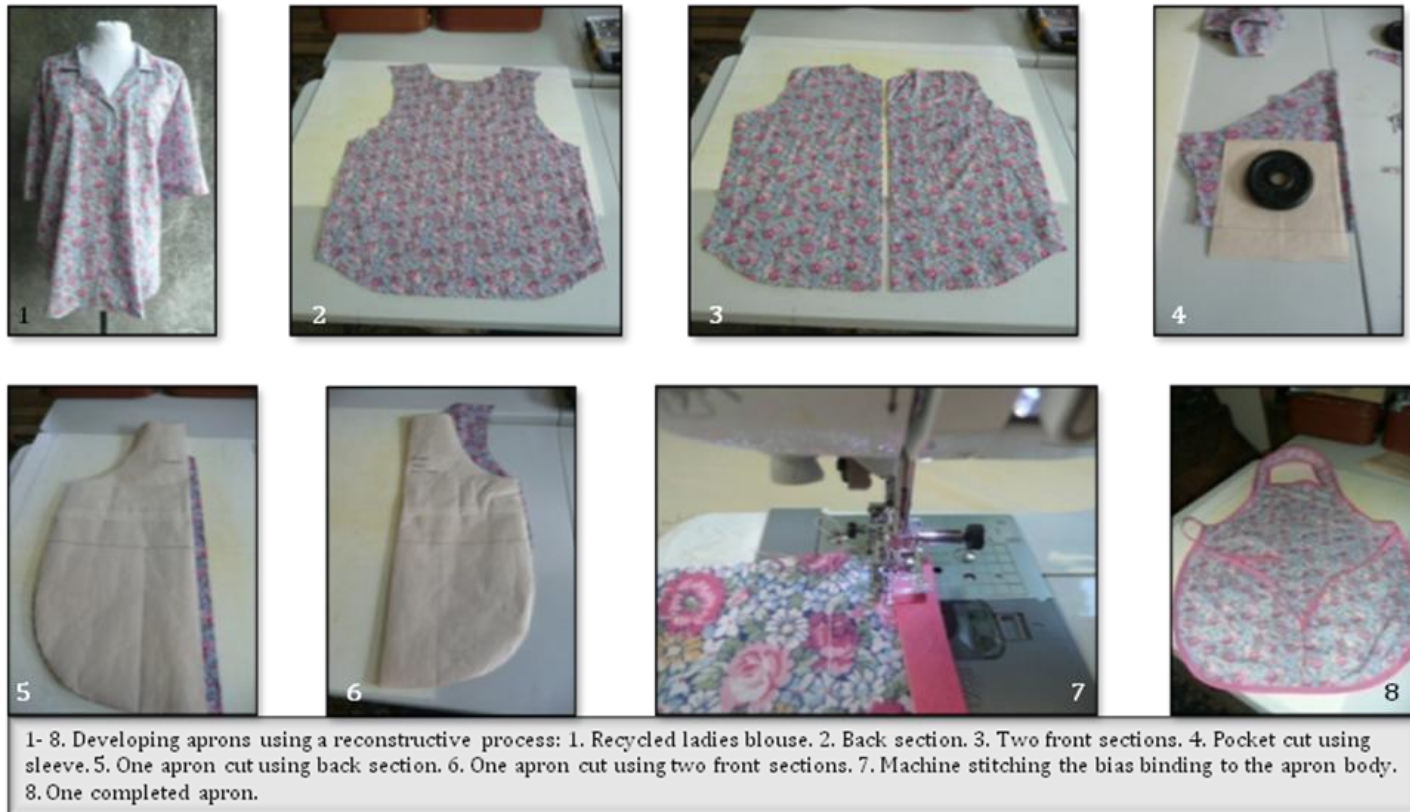 1
2
3
4
5
6
7
8
1- 8. Developing aprons using a reconstructive process: 1. Recycled ladies blouse. 2. Back section. 3. Two front sections. 4. Pocket cut using
sleeve. 5. One apron cut using back section. 6. One apron cut using two front sections. 7. Machine stitching the bias binding to the apron body.
8. One completed apron.